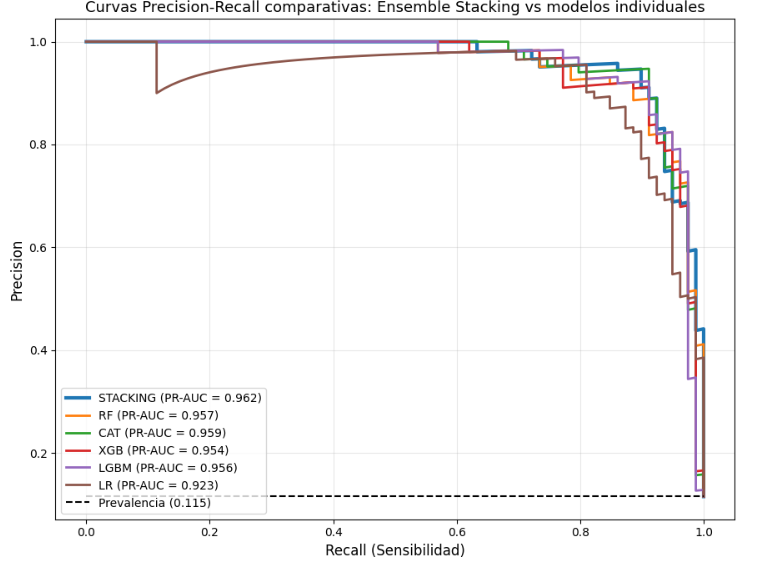 Curvas Precision-Recall comparativas: Ensemble Stacking vs modelos individuales
1.0
0.8
0.6
0.4
0.2
Precision
STACKING (PR-AUC = 0.962)
RF (PR-AUC = 0.957)
CAT (PR-AUC = 0.959)
XGB (PR-AUC = 0.954)
LGBM (PR-AUC = 0.956)
LR (PR-AUC = 0.923)
Prevalencia (0.115)
0.0 0.2 0.4 0.6 0.8 1.0
Recall (Sensibilidad)